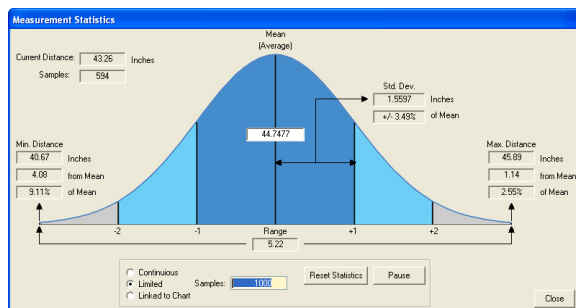 Measurement Statistics
Mean
(Average)
Current Distance: 43.26 Inches
Samples: 594
Std. Dev.
1.5597 Inches
+/- 3.49% of Mean
44.7477
Min. Distance
40.67 Inches
4.08 from Mean
9.11% of Mean
Max. Distance
45.89 Inches
1.14 from Mean
2.55% of Mean
-2 -1 Range +1 +2
5.22
Continuous
Limited
Linked to Chart
Samples: 1000
Reset Statistics
Pause
Close